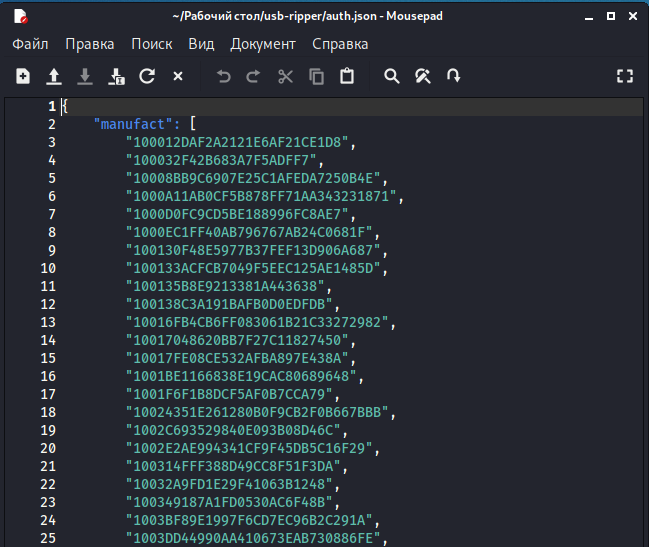 ~/Рабочий стол/usb-ripper/auth.json - Mousepad
Файл Правка Поиск Вид Документ Справка
1 {
2 "manufact": [
3 "100012DAF2A2121E6AF21CE1D8",
4 "100032F42B683A7F5ADFF7",
5 "10008BB9C6907E25C1AFEDA7250B4E",
6 "1000A11AB0CF5B878FF71AA343231871",
7 "1000D0FC9CD5BE188996FC8AE7",
8 "1000EC1FF40AB796767AB24C0681F",
9 "100130F48E5977B37FEF13D906A687",
10 "100133ACFCB7049F5EEC125AE1485D",
11 "100135B8E9213381A443638",
12 "100138C3A191BAFB0D0EDFDB",
13 "10016FB4CB6FF083061B21C33272982",
14 "10017048620BB7F27C11827450",
15 "10017FE08CE532AFBA897E438A",
16 "1001BE1166838E19CAC80689648",
17 "1001F6F1B8DCF5AF0B7CCA79",
18 "10024351E261280B0F9CB2F0B667BBB",
19 "1002C693529840E093B08D46C",
20 "1002E2AE994341CF9F45DB5C16F29",
21 "100314FFF388D49CC8F51F3DA",
22 "10032A9FD1E29F41063B1248",
23 "100349187A1FD0530AC6F48B",
24 "1003BF89E1997F6CD7EC96B2C291A",
25 "1003DD44990AA410673EAB730886FE",